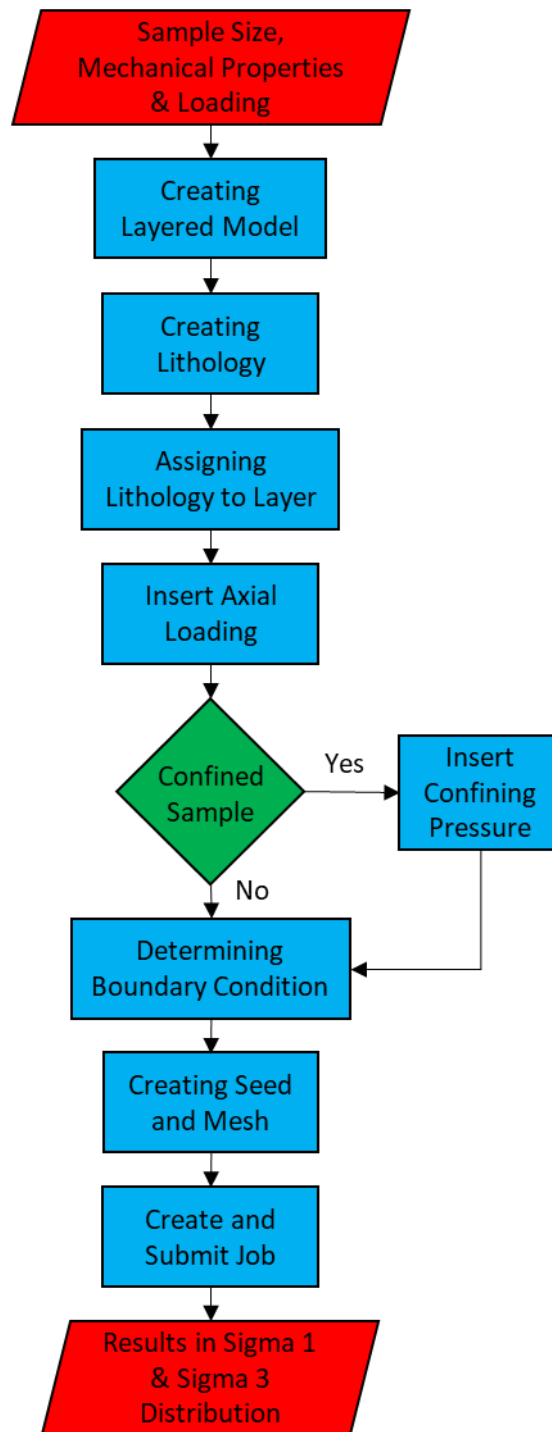 Sample Size,
Mechanical Properties
& Loading
Creating
Layered Model
Creating
Lithology
Assigning
Lithology to Layer
Insert Axial
Loading
Confined
Sample
Yes
Insert
Confining
Pressure
No
Determining
Boundary Condition
Creating Seed
and Mesh
Create and
Submit Job
Results in Sigma 1
& Sigma 3
Distribution